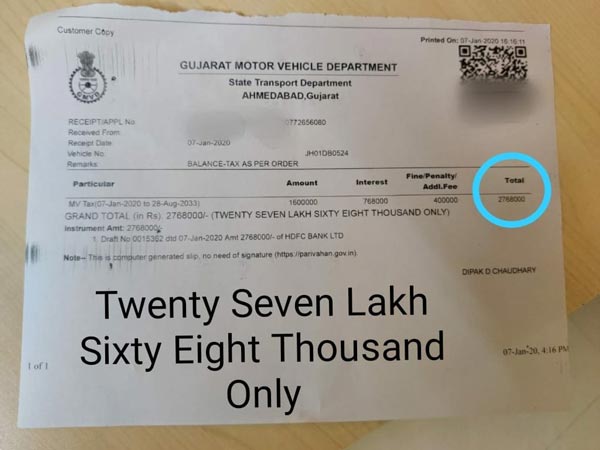 Customer Copy
Printed On: 07-Jan-2020 16:16:11
GUJARAT MOTOR VEHICLE DEPARTMENT
State Transport Department
AHMEDABAD,Gujarat
GMVD
RECEIPT/APPL No 0772656080
Received From:
Receipt Date: 07-Jan-2020
Vehicle No. JH01DB0524
Remarks BALANCE-TAX AS PER ORDER
Particular Amount Interest Fine/Penalty/ Addl.Fee Total
MV Tax(07-Jan-2020 to 28-Aug-2033) 1600000 768000 400000 2768000
GRAND TOTAL (in Rs). 2768000/- (TWENTY SEVEN LAKH SIXTY EIGHT THOUSAND ONLY)
Instrument Amt: 2768000/-
1. Draft No 0015352 dtd 07-Jan-2020 Amt 2768000/- of HDFC BANK LTD
Note-- This is computer generated slip, no need of signature (https://parivahan.gov.in).
DIPAK D CHAUDHARY
Twenty Seven Lakh
Sixty Eight Thousand
Only
1 of 1
07-Jan-20, 4:16 PM